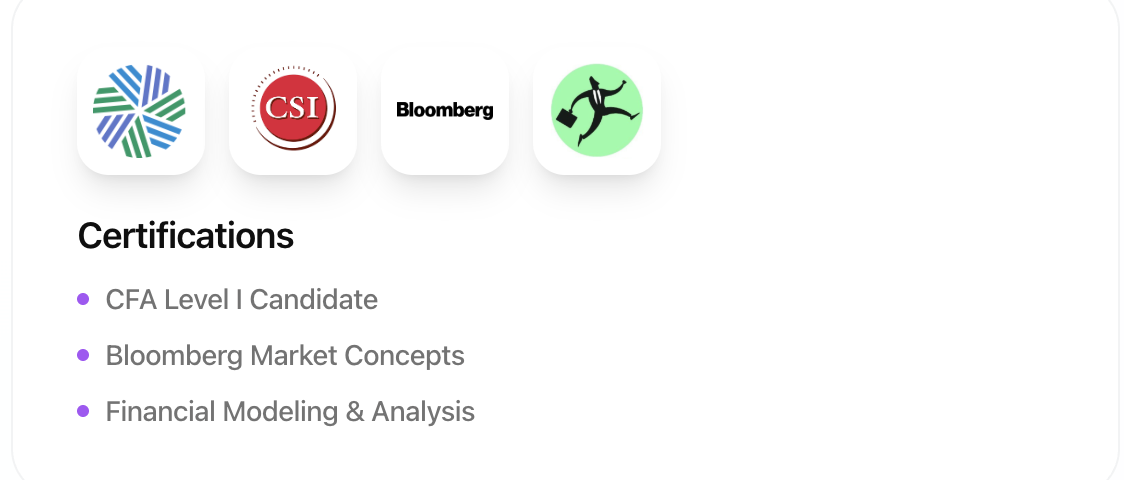 CSI
Bloomberg
Certifications
CFA Level I Candidate
Bloomberg Market Concepts
Financial Modeling & Analysis